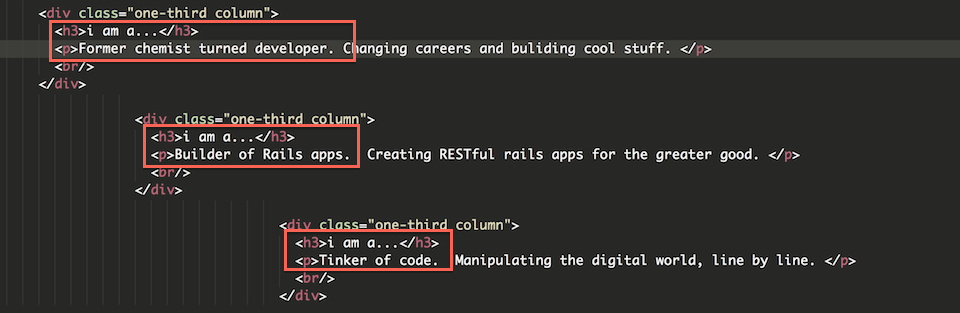 <div class="one-third column">
<h3>i am a...</h3>
<p>Former chemist turned developer. Changing careers and buliding cool stuff. </p>
<br/>
</div>
<div class="one-third column">
<h3>i am a...</h3>
<p>Builder of Rails apps.  Creating RESTful rails apps for the greater good. </p>
<br/>
</div>
<div class="one-third column">
<h3>i am a...</h3>
<p>Tinker of code.  Manipulating the digital world, line by line. </p>
<br/>
</div>